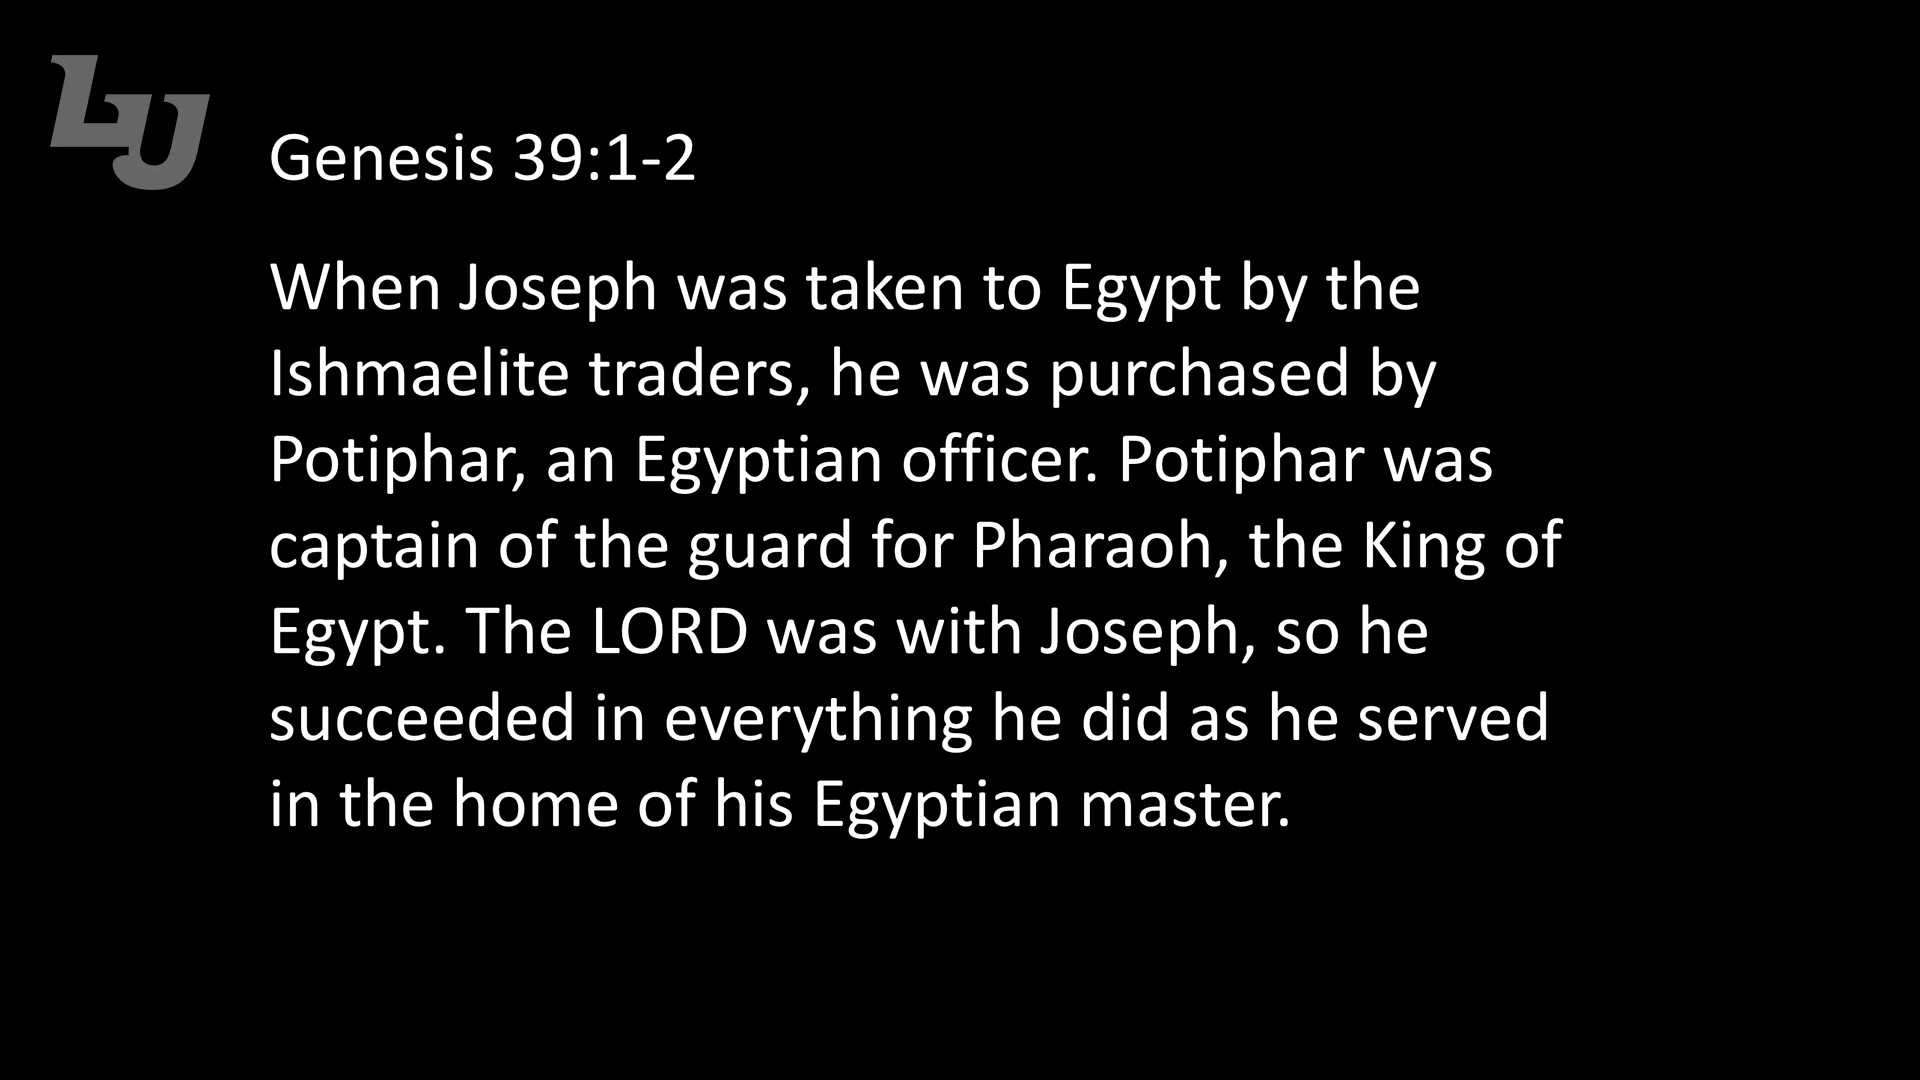 LU
Genesis 39:1-2
When Joseph was taken to Egypt by the
Ishmaelite traders, he was purchased by
Potiphar, an Egyptian officer. Potiphar was
captain of the guard for Pharaoh, the King of
Egypt. The LORD was with Joseph, so he
succeeded in everything he did as he served
in the home of his Egyptian master.